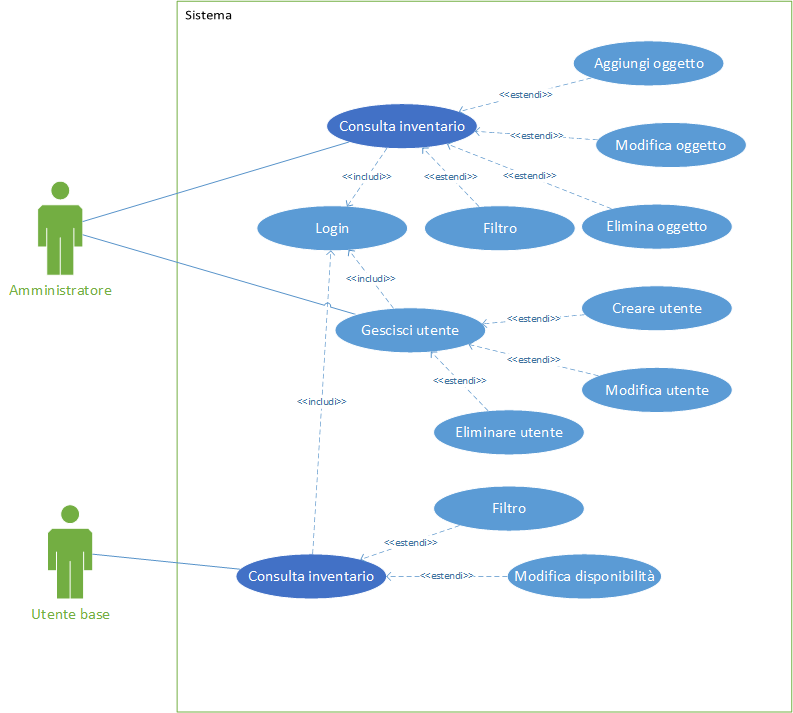 Sistema
Aggiungi oggetto
<<estendi>>
Consulta inventario
<<estendi>>
Modifica oggetto
<<includi>>
<<estendi>>
<<estendi>>
Login
Filtro
Elimina oggetto
Amministratore
<<includi>>
Creare utente
<<estendi>>
Gescisci utente
<<estendi>>
<<estendi>>
Modifica utente
<<includi>>
Eliminare utente
Filtro
<<estendi>>
Consulta inventario
<<estendi>>
Modifica disponibilità
Utente base